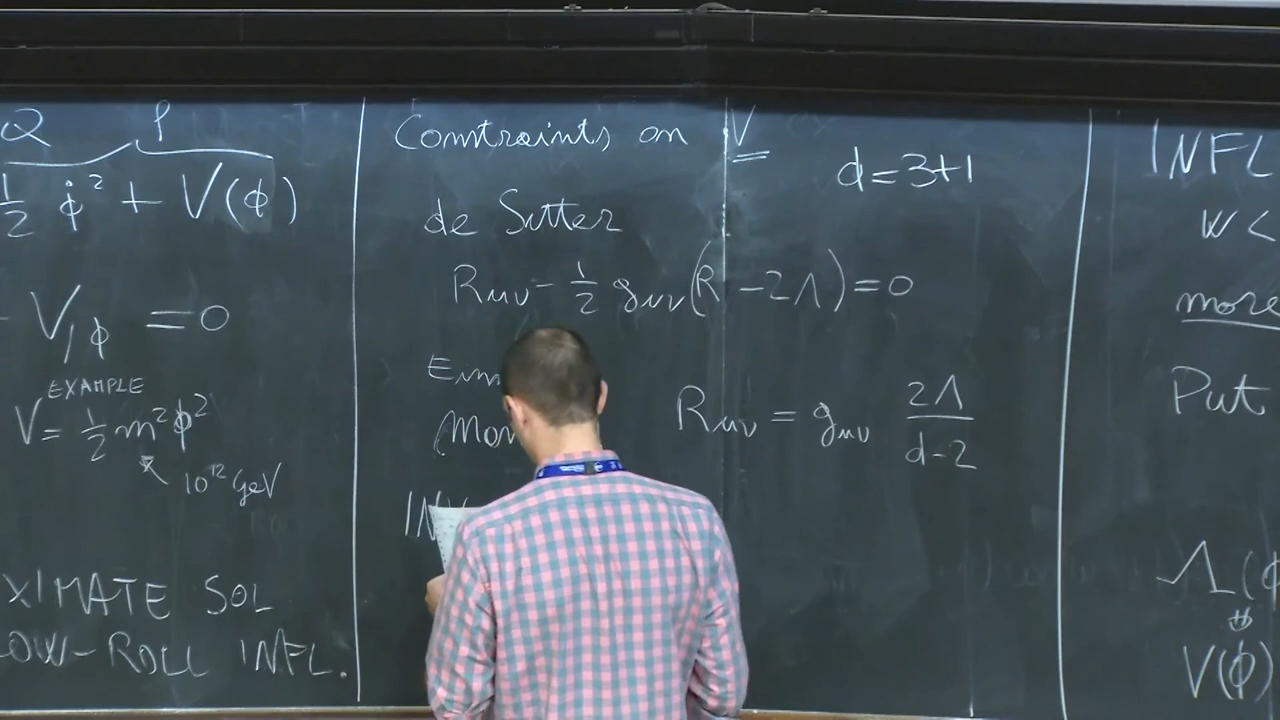 Q P
1/2 φ̇² + V(φ)
- V,φ = 0
EXAMPLE
V = 1/2 m²φ²
10¹² GeV
XIMATE SOL
LOW-ROLL INFL.
Constraints on V
d=3+1
de Sitter
Rμν - 1/2 gμν(R - 2Λ) = 0
Rμν = gμν 2Λ/(d-2)
INFL
W <
more
Put
Λ(φ
V(φ)